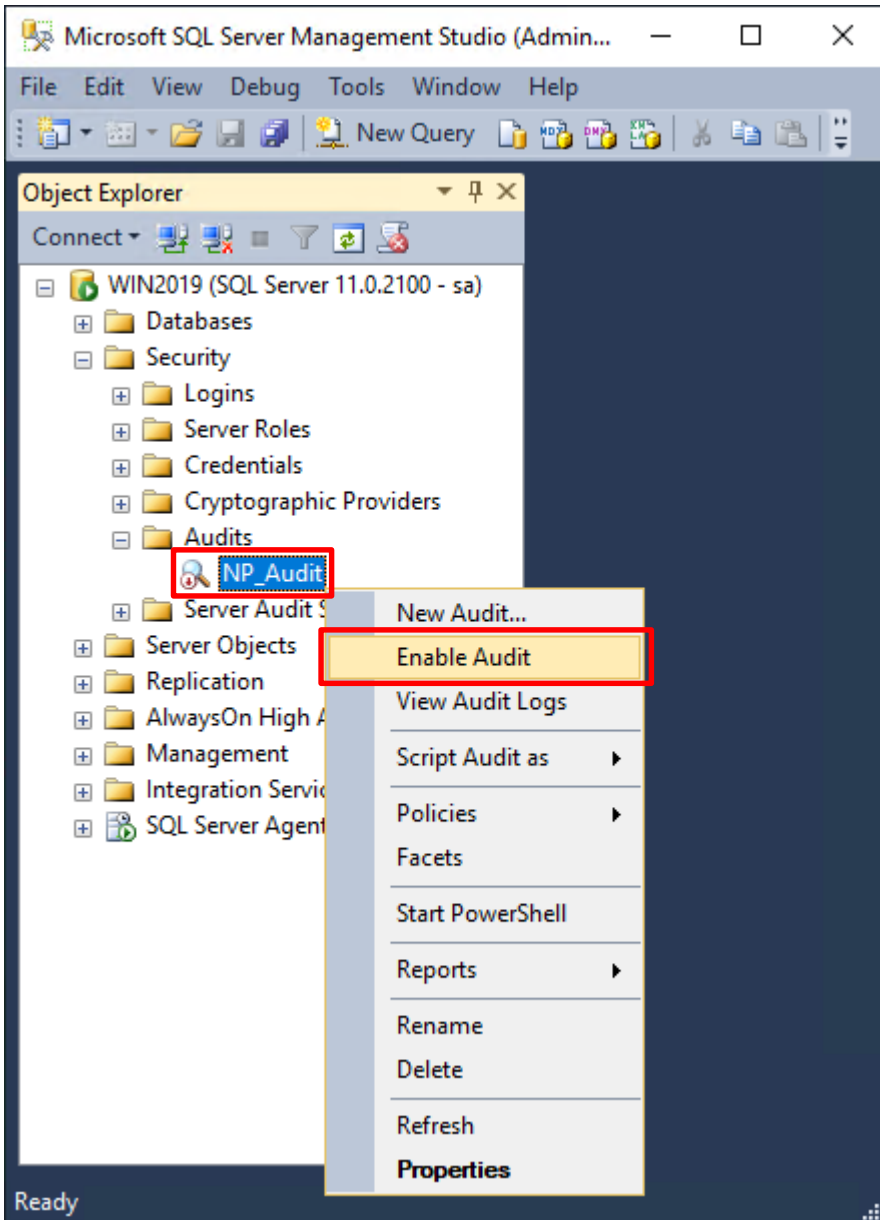 Microsoft SQL Server Management Studio (Admin...
File Edit View Debug Tools Window Help
New Query
Object Explorer
Connect
WIN2019 (SQL Server 11.0.2100 - sa)
Databases
Security
Logins
Server Roles
Credentials
Cryptographic Providers
Audits
NP_Audit
Server Audit S
Server Objects
Replication
AlwaysOn High A
Management
Integration Servic
SQL Server Agent
New Audit...
Enable Audit
View Audit Logs
Script Audit as
Policies
Facets
Start PowerShell
Reports
Rename
Delete
Refresh
Properties
Ready